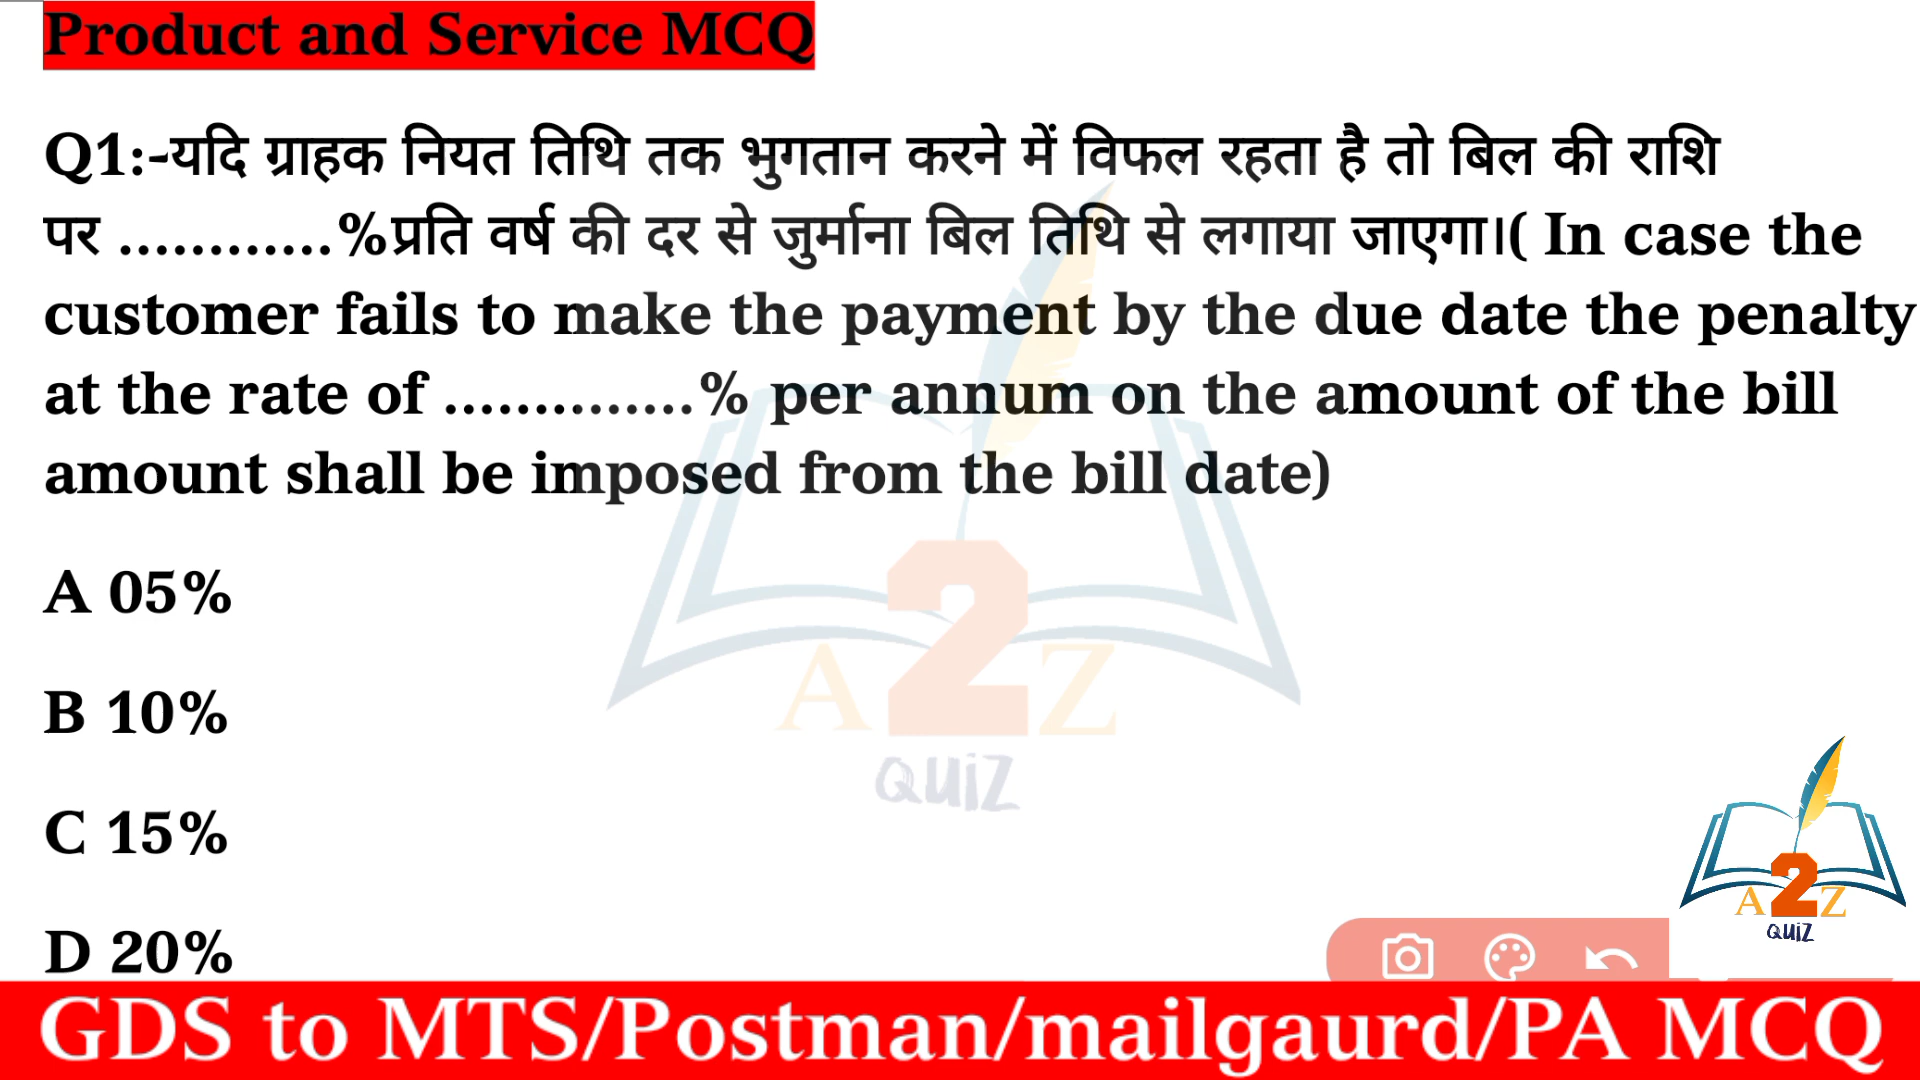 Product and Service MCQ
Q1:-यदि ग्राहक नियत तिथि तक भुगतान करने में विफल रहता है तो बिल की राशि
पर ............%प्रति वर्ष की दर से जुर्माना बिल तिथि से लगाया जाएगा।( In case the
customer fails to make the payment by the due date the penalty
at the rate of ..............% per annum on the amount of the bill
amount shall be imposed from the bill date)
A 05%
B 10%
C 15%
D 20%
A2Z
QUiZ
A2Z
QUiZ
GDS to MTS/Postman/mailgaurd/PA MCQ